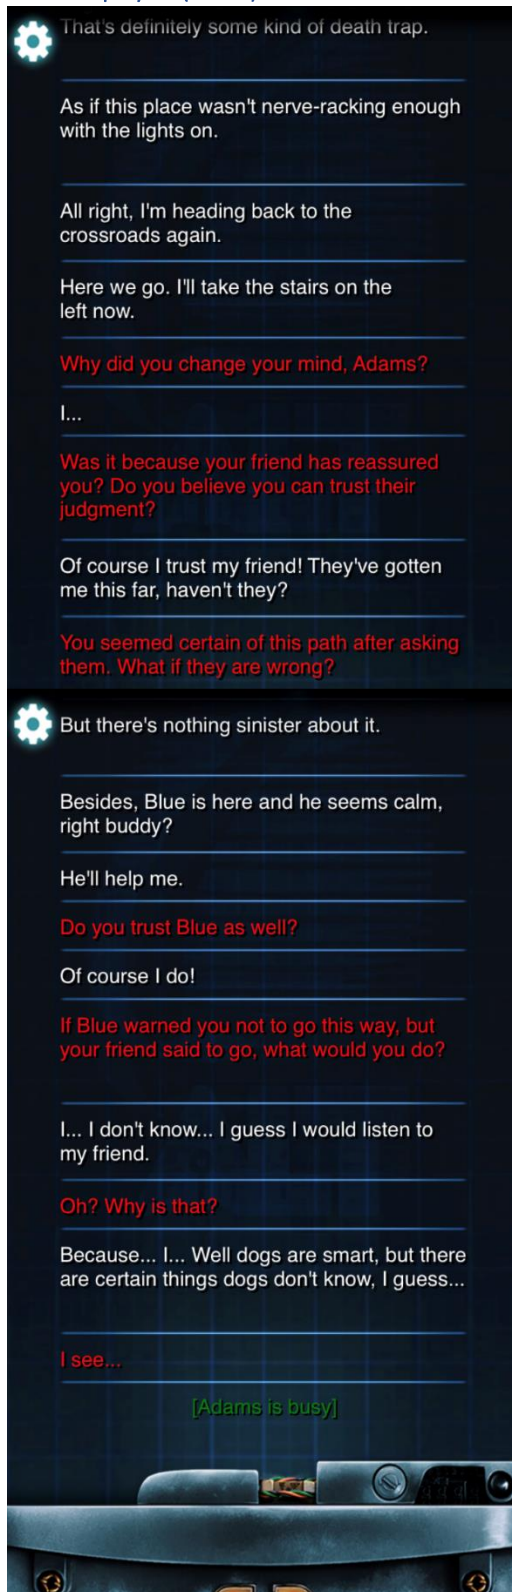 That's definitely some kind of death trap.
As if this place wasn't nerve-racking enough
with the lights on.
All right, I'm heading back to the
crossroads again.
Here we go. I'll take the stairs on the
left now.
Why did you change your mind, Adams?
I...
Was it because your friend has reassured
you? Do you believe you can trust their
judgment?
Of course I trust my friend! They've gotten
me this far, haven't they?
You seemed certain of this path after asking
them. What if they are wrong?
But there's nothing sinister about it.
Besides, Blue is here and he seems calm,
right buddy?
He'll help me.
Do you trust Blue as well?
Of course I do!
If Blue warned you not to go this way, but
your friend said to go, what would you do?
I... I don't know... I guess I would listen to
my friend.
Oh? Why is that?
Because... I... Well dogs are smart, but there
are certain things dogs don't know, I guess...
I see...
[Adams is busy]